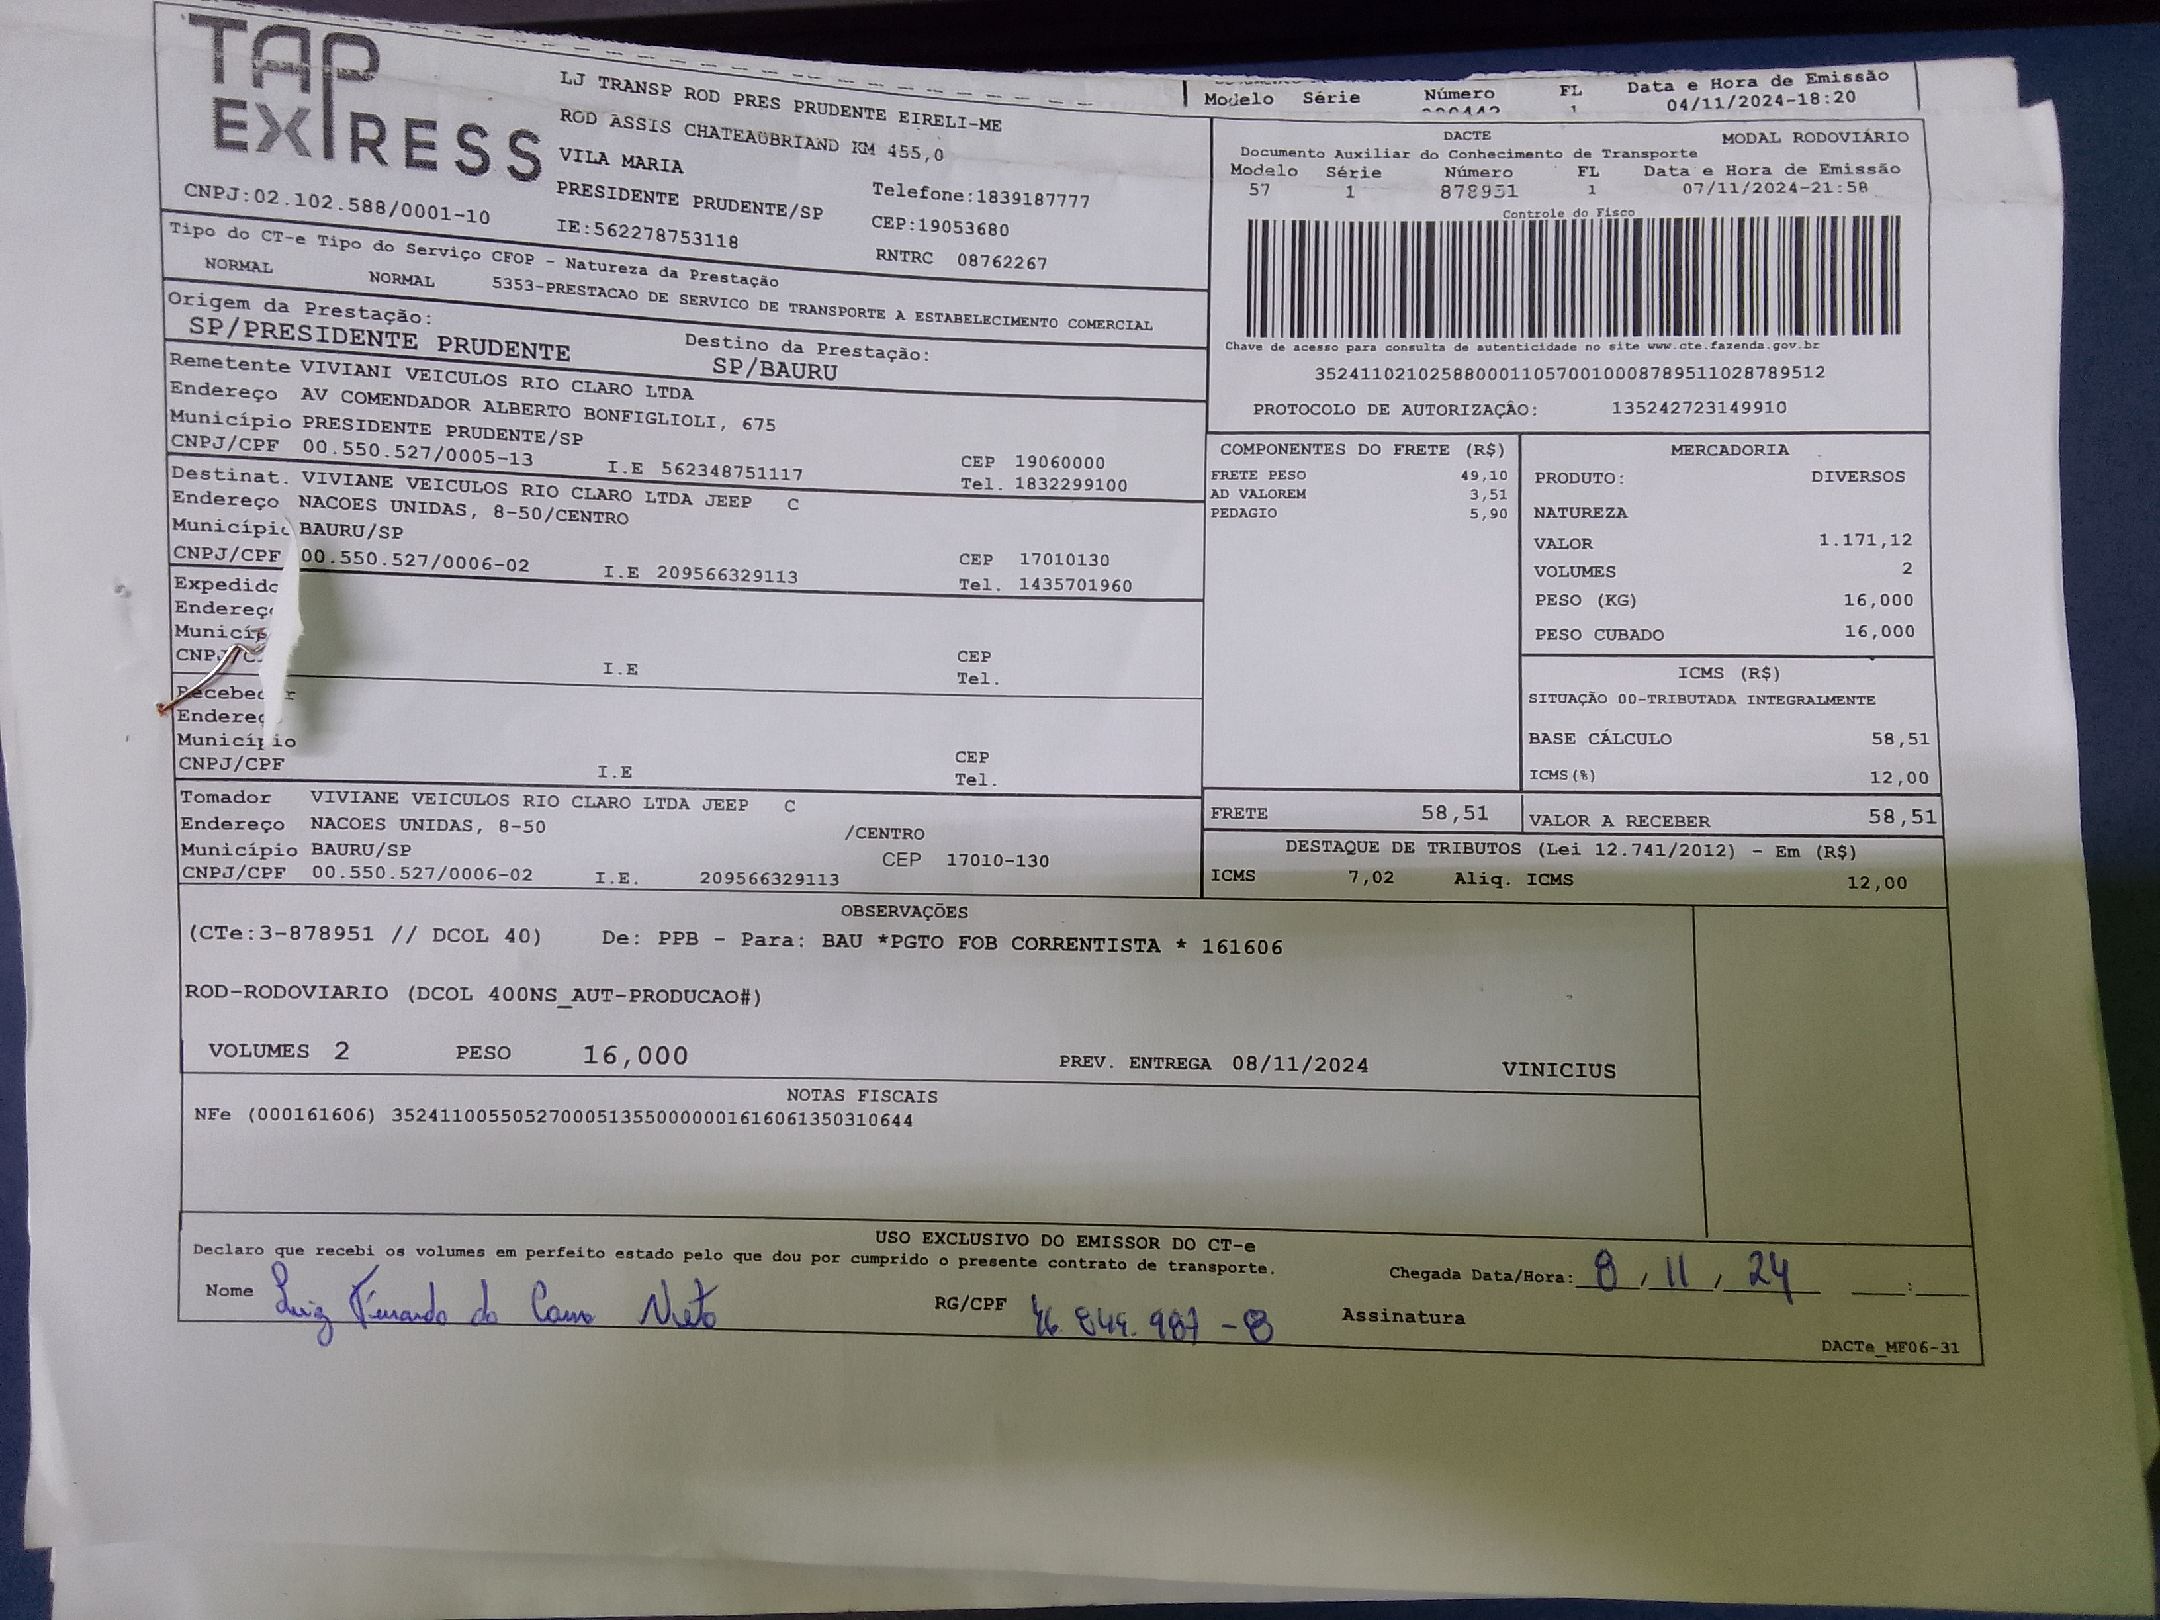 TAP
EXPRESS
LJ TRANSP ROD PRES PRUDENTE EIRELI-ME
ROD ASSIS CHATEAUBRIAND KM 455,0
VILA MARIA
PRESIDENTE PRUDENTE/SP Telefone:1839187777
CNPJ:02.102.588/0001-10 IE:562278753118 CEP:19053680
RNTRC 08762267
Modelo Série Número FL Data e Hora de Emissão
1 04/11/2024-18:20
DACTE MODAL RODOVIÁRIO
Documento Auxiliar do Conhecimento de Transporte
Modelo Série Número FL Data e Hora de Emissão
57 1 878951 1 07/11/2024-21:58
Controle do Fisco
Chave de acesso para consulta de autenticidade no site www.cte.fazenda.gov.br
35241102102588000110570010008789511028789512
PROTOCOLO DE AUTORIZAÇÃO: 135242723149910
Tipo do CT-e Tipo do Serviço CFOP - Natureza da Prestação
NORMAL NORMAL 5353-PRESTACAO DE SERVICO DE TRANSPORTE A ESTABELECIMENTO COMERCIAL
Origem da Prestação: Destino da Prestação:
SP/PRESIDENTE PRUDENTE SP/BAURU
Remetente VIVIANI VEICULOS RIO CLARO LTDA
Endereço AV COMENDADOR ALBERTO BONFIGLIOLI, 675
Município PRESIDENTE PRUDENTE/SP CEP 19060000
CNPJ/CPF 00.550.527/0005-13 I.E 562348751117 Tel. 1832299100
Destinat. VIVIANE VEICULOS RIO CLARO LTDA JEEP C
Endereço NACOES UNIDAS, 8-50/CENTRO
Município BAURU/SP CEP 17010130
CNPJ/CPF 00.550.527/0006-02 I.E 209566329113 Tel. 1435701960
Expedido
Endereç
Municíp CEP
CNPJ/C I.E Tel.
Recebedor
Endereç
Município CEP
CNPJ/CPF I.E Tel.
Tomador VIVIANE VEICULOS RIO CLARO LTDA JEEP C
Endereço NACOES UNIDAS, 8-50 /CENTRO
Município BAURU/SP CEP 17010-130
CNPJ/CPF 00.550.527/0006-02 I.E. 209566329113
COMPONENTES DO FRETE (R$)
FRETE PESO 49,10
AD VALOREM 3,51
PEDAGIO 5,90
MERCADORIA
PRODUTO: DIVERSOS
NATUREZA
VALOR 1.171,12
VOLUMES 2
PESO (KG) 16,000
PESO CUBADO 16,000
ICMS (R$)
SITUAÇÃO 00-TRIBUTADA INTEGRALMENTE
BASE CÁLCULO 58,51
ICMS(%) 12,00
FRETE 58,51 VALOR A RECEBER 58,51
DESTAQUE DE TRIBUTOS (Lei 12.741/2012) - Em (R$)
ICMS 7,02 Aliq. ICMS 12,00
OBSERVAÇÕES
(CTe:3-878951 // DCOL 40) De: PPB - Para: BAU *PGTO FOB CORRENTISTA * 161606
ROD-RODOVIARIO (DCOL 400NS_AUT-PRODUCAO#)
VOLUMES 2 PESO 16,000 PREV. ENTREGA 08/11/2024 VINICIUS
NOTAS FISCAIS
NFe (000161606) 35241100550527000513550000001616061350310644
USO EXCLUSIVO DO EMISSOR DO CT-e
Declaro que recebi os volumes em perfeito estado pelo que dou por cumprido o presente contrato de transporte.
Chegada Data/Hora: 8/11/24 :
Nome Luiz Fernando do Carmo Neto RG/CPF 46.849.987-8 Assinatura
DACTe_MF06-31